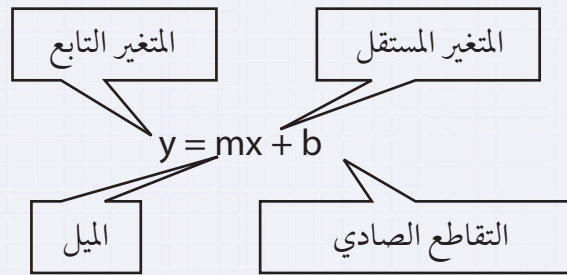 المتغير المستقل
المتغير التابع
y = mx + b
التقاطع الصادي
الميل